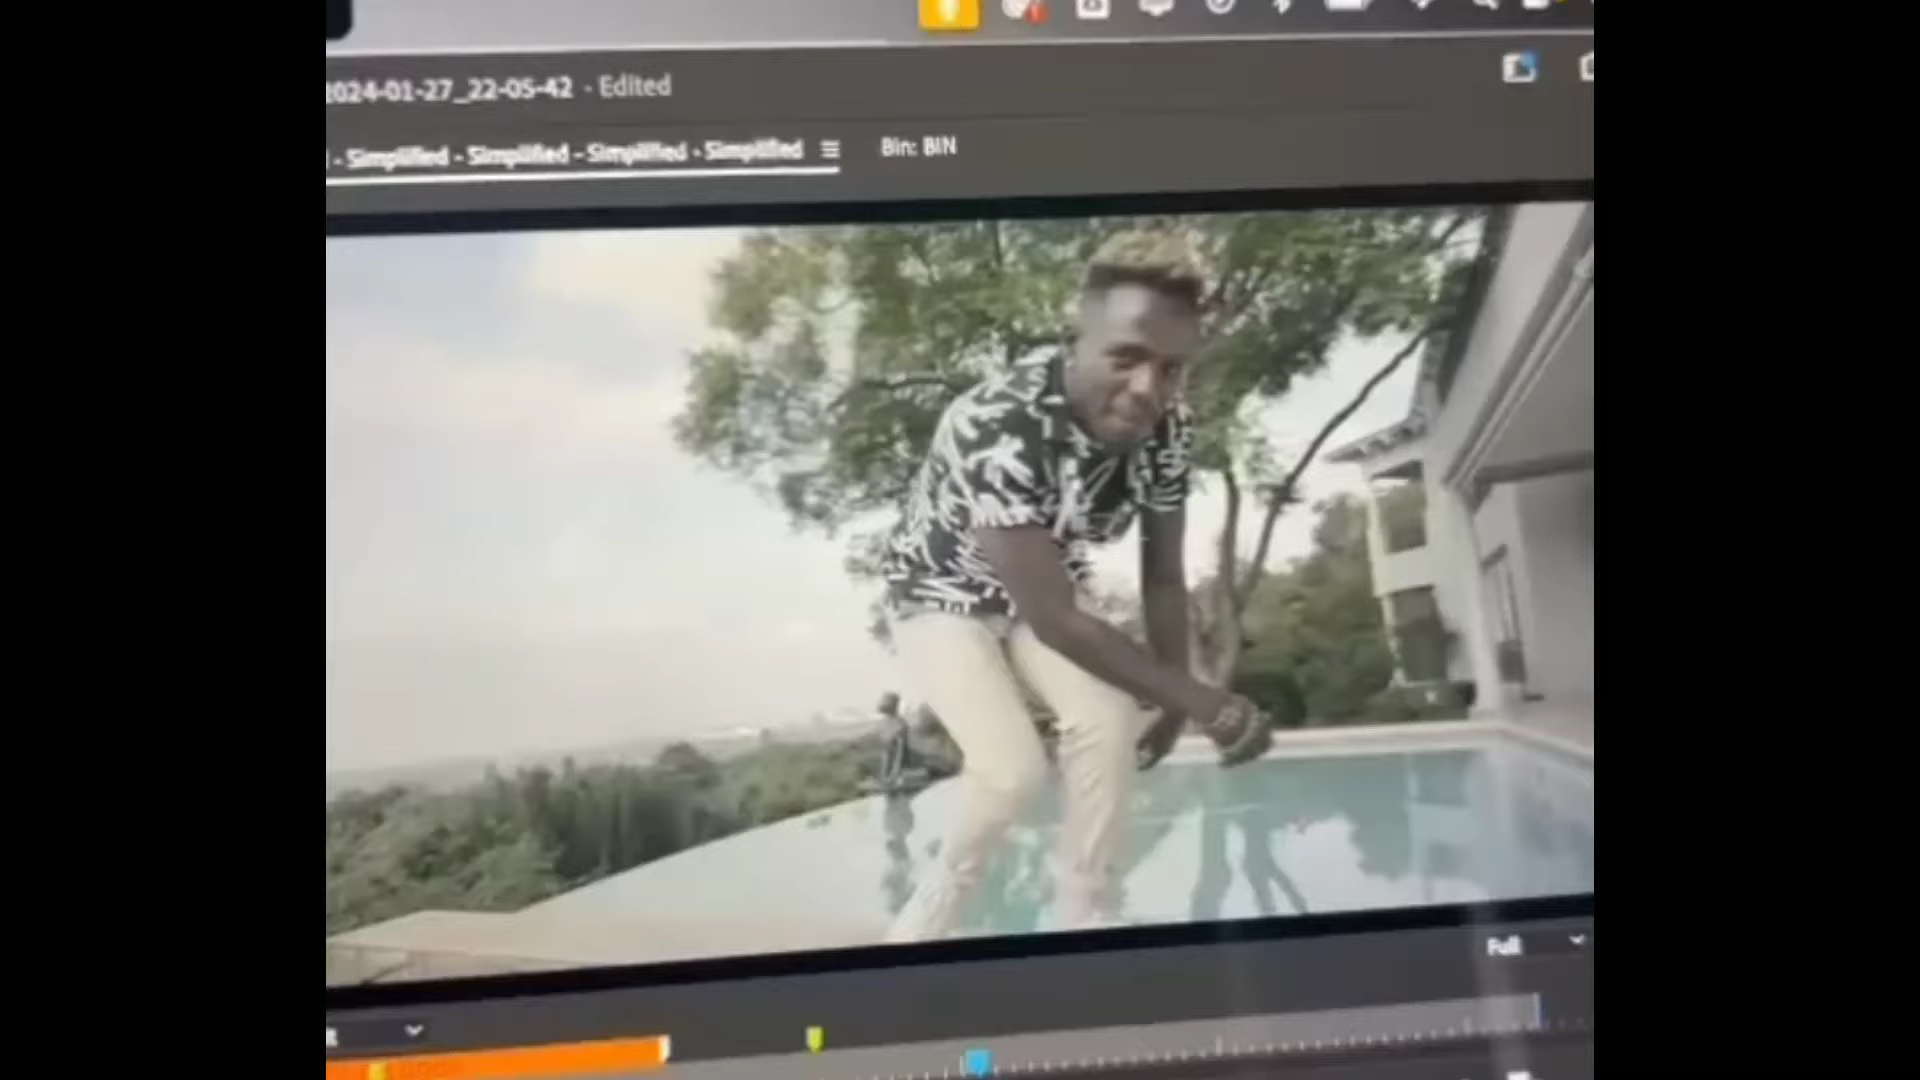 2024-01-27_22-05-42 - Edited
- Simplified - Simplified - Simplified - Simplified
Bin: BIN
Full